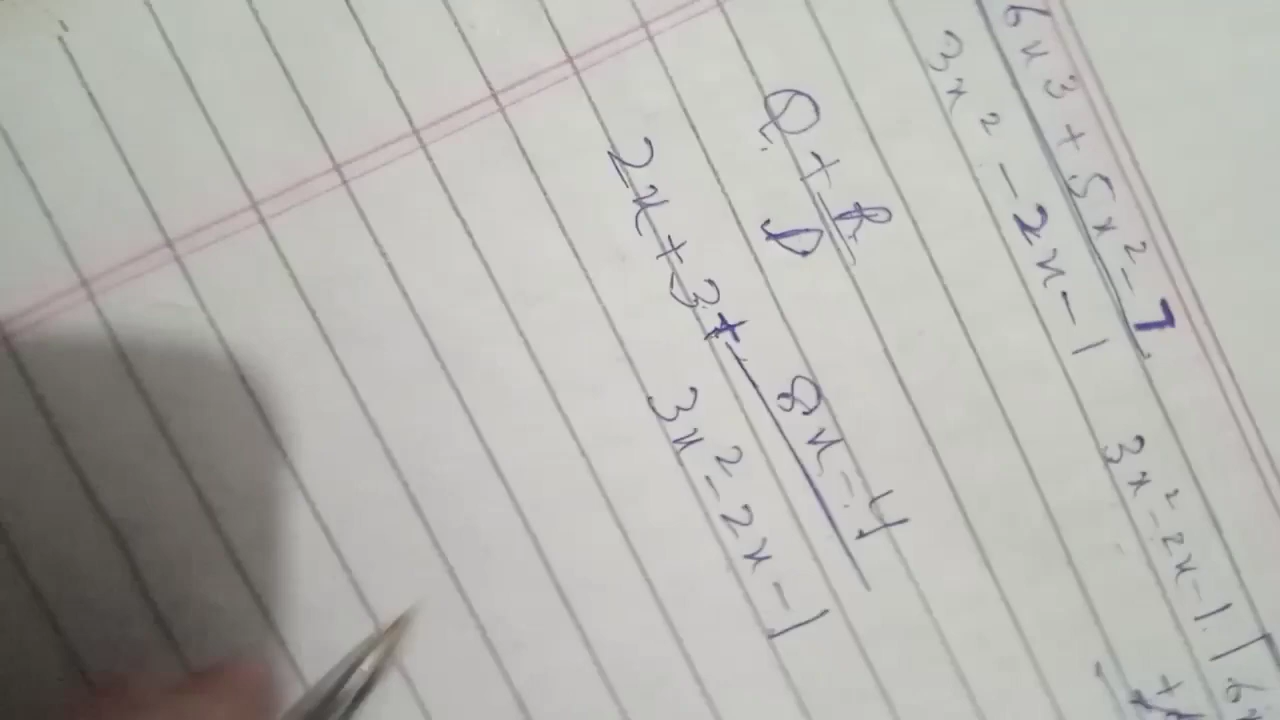 6x³ + 5x² - 7
3x² - 2x - 1
3x² - 2x - 1
Q + R
D
2x + 3 + 8x - 4
3x² - 2x - 1